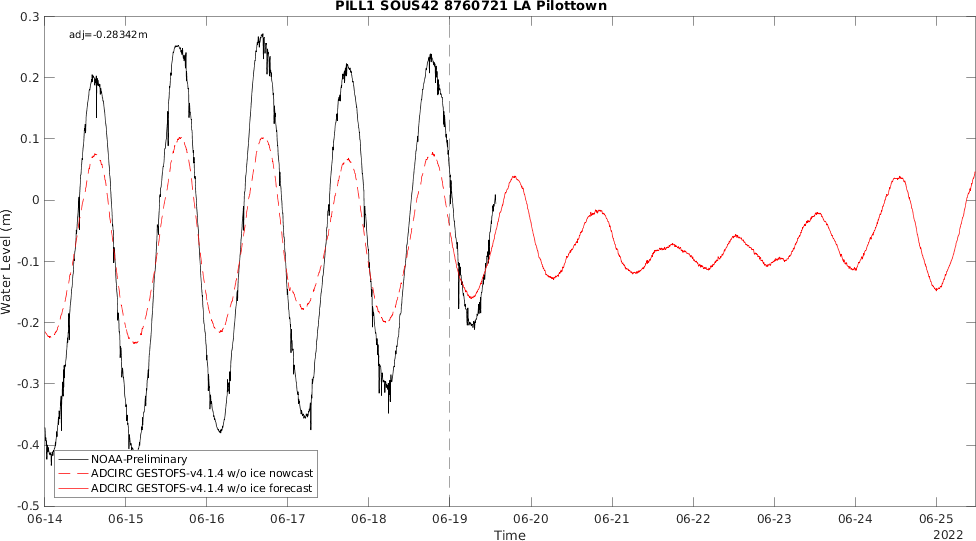 PILL1 SOUS42 8760721 LA Pilottown
adj=-0.28342m
0.3
0.2
0.1
0
-0.1
-0.2
-0.3
-0.4
-0.5
Water Level (m)
NOAA-Preliminary
ADCIRC GESTOFS-v4.1.4 w/o ice nowcast
ADCIRC GESTOFS-v4.1.4 w/o ice forecast
06-14 06-15 06-16 06-17 06-18 06-19 06-20 06-21 06-22 06-23 06-24 06-25
Time
2022